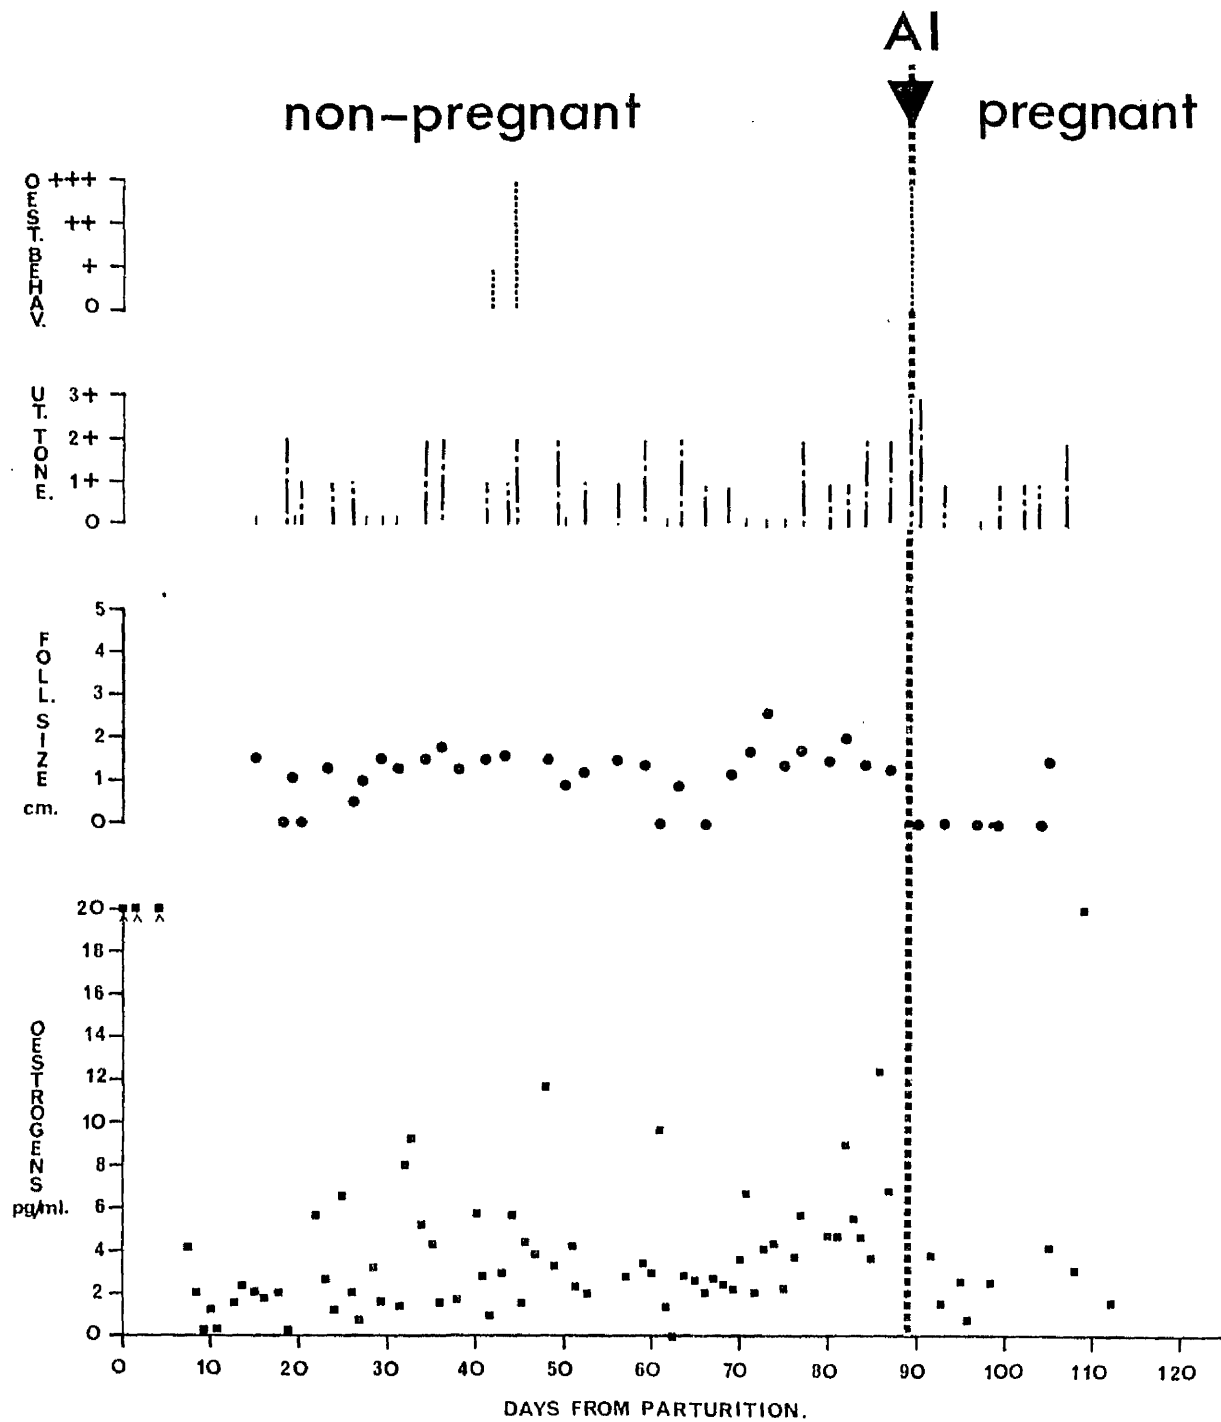 AI
non-pregnant
pregnant
OEST. BEHAV.
+++
++
+
0
UT. TONE.
3+
2+
1+
0
FOLL. SIZE
cm.
5
4
3
2
1
0
OESTROGENS
pg/ml.
20
18
16
14
12
10
8
6
4
2
0
0 10 20 30 40 50 60 70 80 90 100 110 120
DAYS FROM PARTURITION.